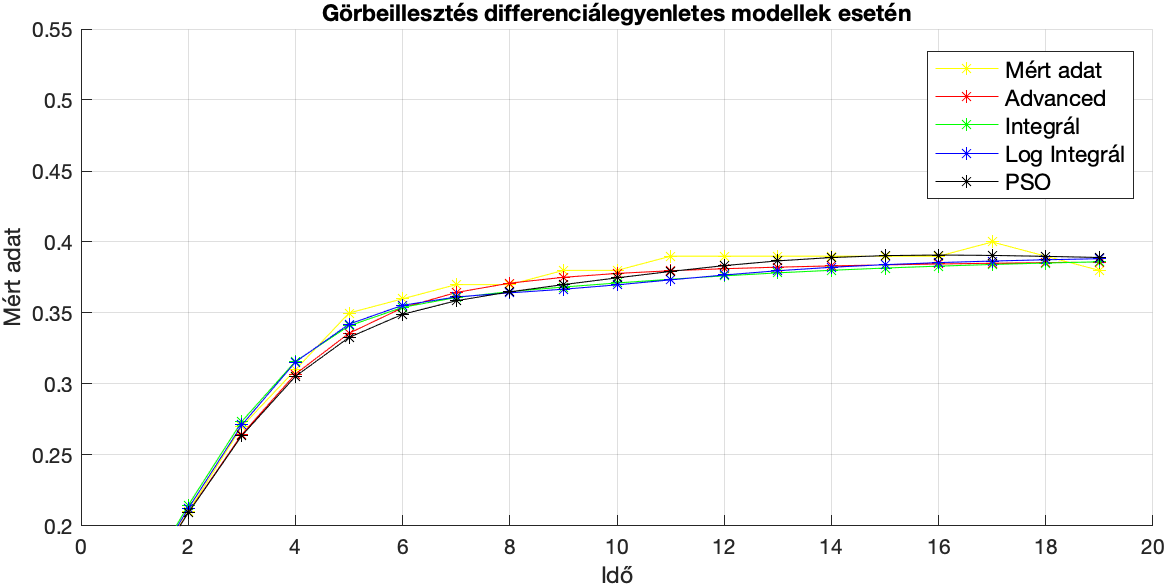 Görbeillesztés differenciálegyenletes modellek esetén
0.55
0.5
0.45
0.4
0.35
0.3
0.25
0.2
Mért adat
Mért adat
Advanced
Integrál
Log Integrál
PSO
0 2 4 6 8 10 12 14 16 18 20
Idő